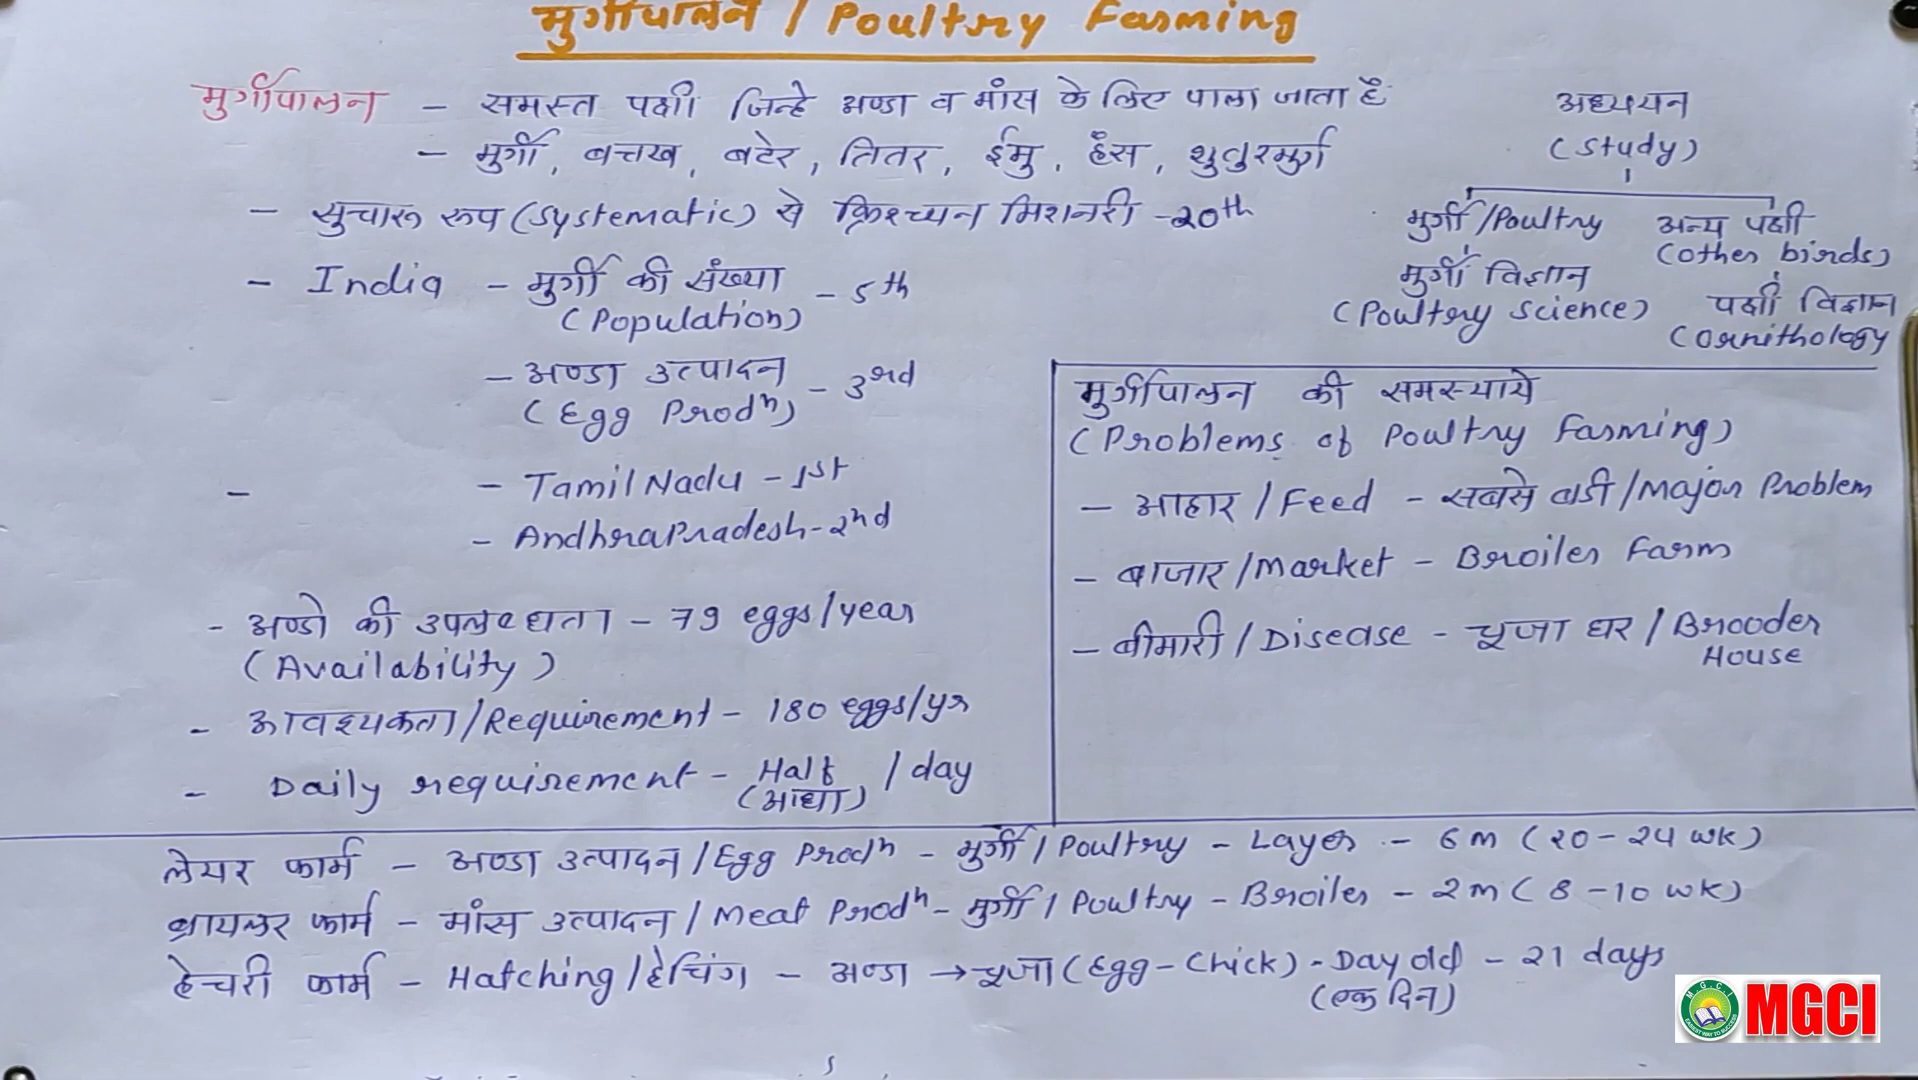 मुर्गीपालन / Poultry Farming
मुर्गीपालन - समस्त पक्षी जिन्हे अण्डा व मांस के लिए पाला जाता है
- मुर्गी, बत्तख, बटेर, तितर, ईमु, हंस, शुतुरमुर्ग
- सुचारू रूप (Systematic) से क्रिश्च्यन मिशनरी - 20th
- India - मुर्गी की संख्या - 5th
(Population)
- अण्डा उत्पादन - 3rd
(Egg Prodn)
- - Tamil Nadu - 1st
- Andhra Pradesh - 2nd
- अण्डो की उपलब्धता - 79 eggs/year
(Availability)
- आवश्यकता/Requirement - 180 eggs/yr
- Daily requirement - Half / day
(आधा)
अध्ययन
(Study)
मुर्गी/Poultry अन्य पक्षी
(other birds)
मुर्गी विज्ञान
(Poultry Science) पक्षी विज्ञान
(Ornithology
मुर्गीपालन की समस्याये
(Problems of Poultry Farming)
- आहार / Feed - सबसे बडी / Major Problem
- बाजार / Market - Broiler Farm
- बीमारी / Disease - चूजा घर / Brooder
House
लेयर फार्म - अण्डा उत्पादन / Egg Prodn - मुर्गी / Poultry - Layer - 6 m (20 - 24 wk)
ब्रायलर फार्म - मांस उत्पादन / Meat Prodn - मुर्गी / Poultry - Broiler - 2 m (8 - 10 wk)
हेचरी फार्म - Hatching / हेचिंग - अण्डा → चूजा (Egg - Chick) - Day old - 21 days
(एक दिन)
M.G.C.I
EASIEST WAY TO SUCCESS
MGCI